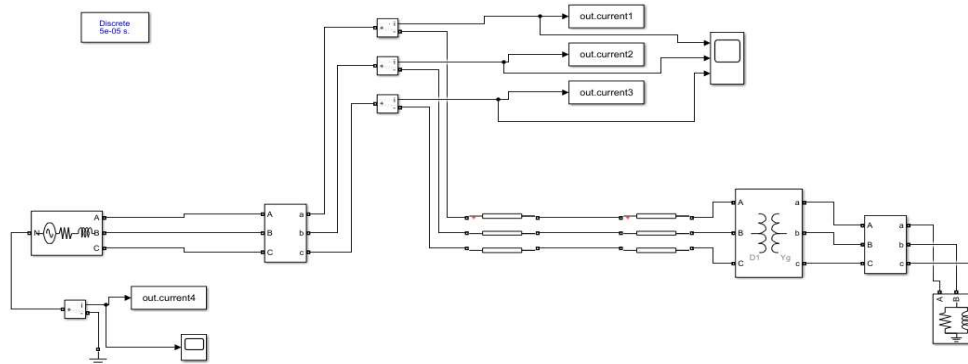 Discrete
5e-05 s.
out.current1
out.current2
out.current3
+ i
-
+ i
-
+ i
-
N
A
B
C
A
B
C
a
b
c
A
B
C
D1
Yg
a
b
c
A
B
C
a
b
c
A
B
out.current4
+ i
-